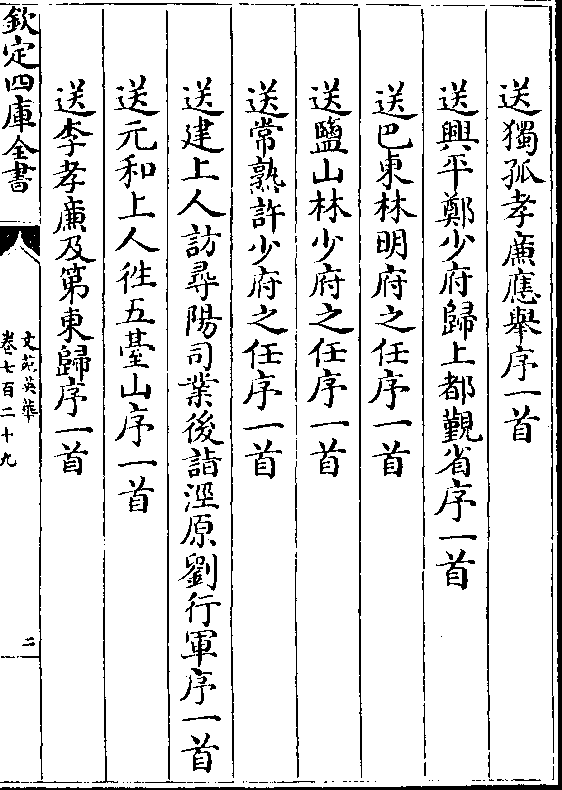 送獨孤孝廉應舉序一首
送興平鄭少府歸上都覲省序一首
送巴東林明府之任序一首
送鹽山林少府之任序一首
送常熟許少府之任序一首
送建上人訪尋陽司業後詣涇原劉行軍序一首
送元和上人徃五臺山序一首
送李孝廉及第東歸序一首
欽定四庫全書
文苑英華
卷七百二十九
二